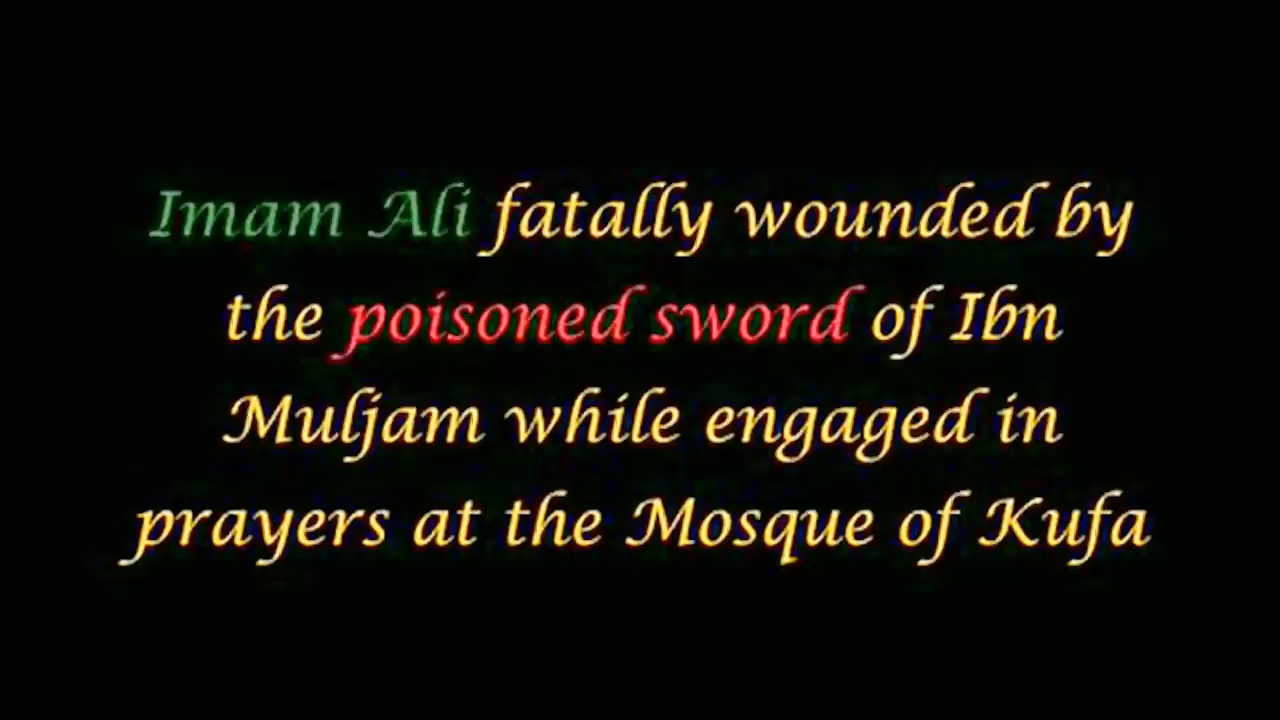 Imam Ali fatally wounded by
the poisoned sword of Ibn
Muljam while engaged in
prayers at the Mosque of Kufa